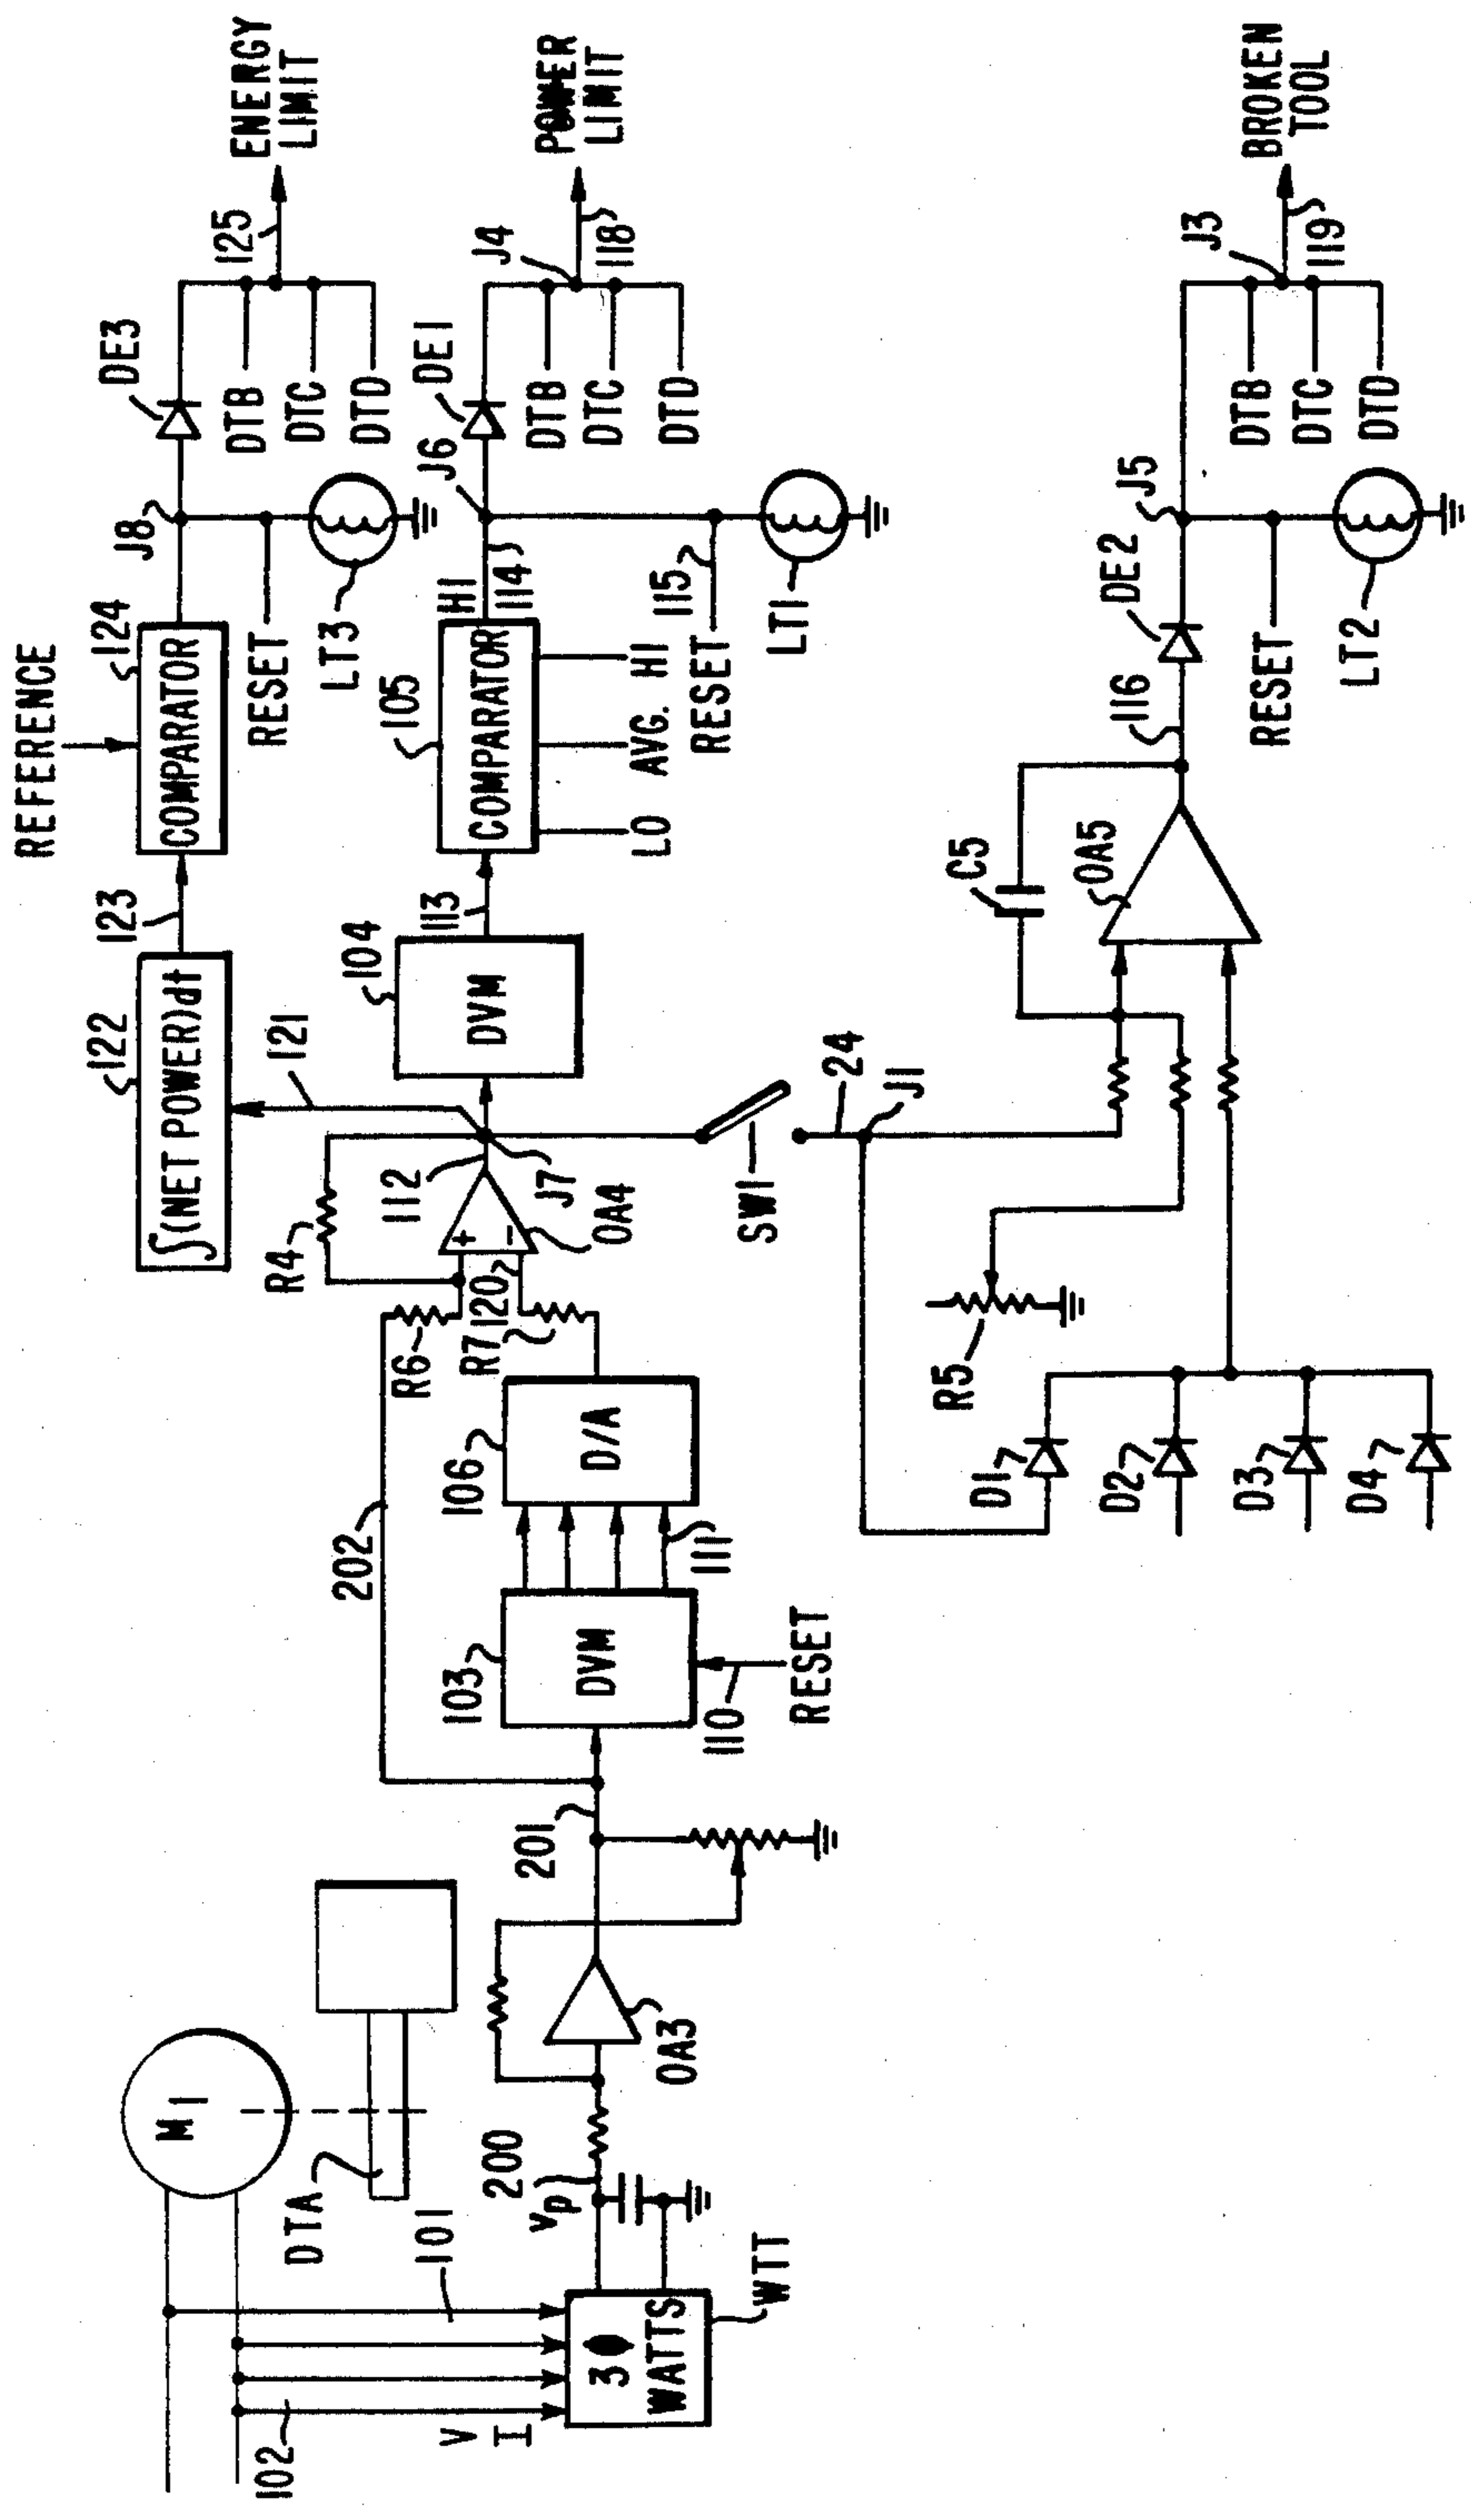 REFERENCE
124
COMPARATOR
123
122
∫(NET POWER)dt
121
J8
DE3
125
ENERGY
LIMIT
DTB
DTC
DTD
RESET
LT3
M1
DTA
101
102
V
I
3Φ
WATTS
WTT
Vp
200
OA3
201
202
103
DVM
110
RESET
111
106
D/A
R6
R7
120
R4
+
-
112
J7
OA4
104
DVM
113
105
COMPARATOR
HI
114
LO
AVG.
HI
115
RESET
LT1
J6
DE1
J4
118
POWER
LIMIT
DTB
DTC
DTD
SW1
24
J1
R5
D1
D2
D3
D4
C5
OA5
116
DE2
J5
RESET
LT2
J3
119
BROKEN
TOOL
DTB
DTC
DTD